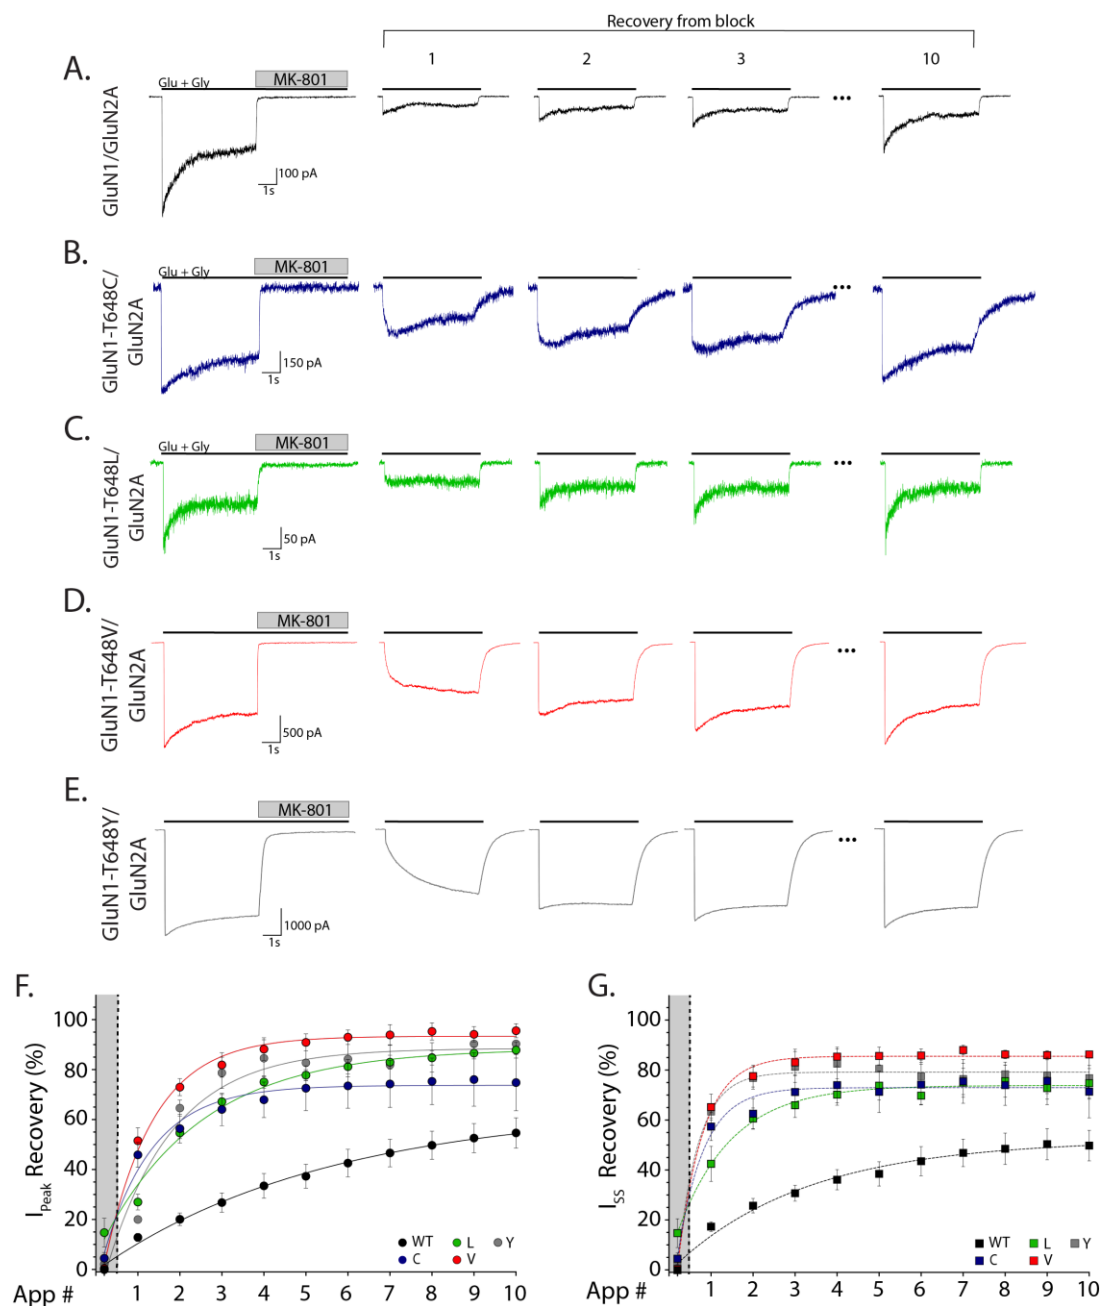 Recovery from block
1 2 3 10
A.
GluN1/GluN2A
Glu + Gly
MK-801
•••
100 pA
1s
B.
GluN1-T648C/
GluN2A
Glu + Gly
MK-801
•••
150 pA
1s
C.
GluN1-T648L/
GluN2A
Glu + Gly
MK-801
•••
50 pA
1s
D.
GluN1-T648V/
GluN2A
MK-801
•••
500 pA
1s
E.
GluN1-T648Y/
GluN2A
MK-801
•••
1000 pA
1s
F.
I Peak Recovery (%)
100
80
60
40
20
0
WT L Y
C V
App # 1 2 3 4 5 6 7 8 9 10
G.
I SS Recovery (%)
100
80
60
40
20
0
WT L Y
C V
App # 1 2 3 4 5 6 7 8 9 10